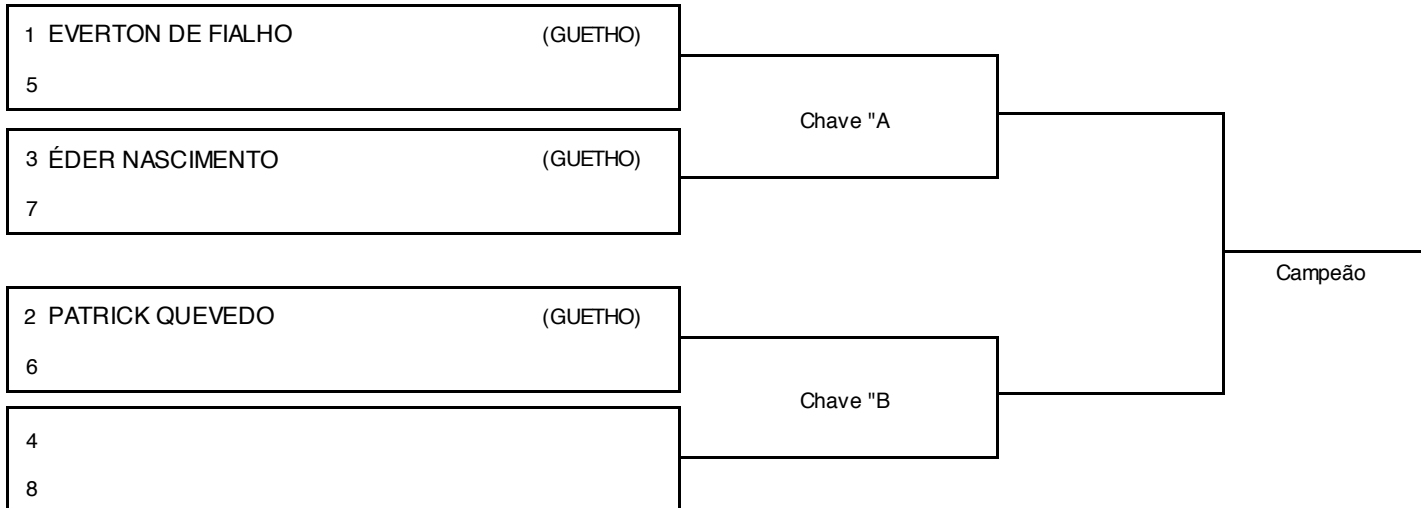 1 EVERTON DE FIALHO (GUETHO)
5
Chave "A
3 ÉDER NASCIMENTO (GUETHO)
7
Campeão
2 PATRICK QUEVEDO (GUETHO)
6
Chave "B
4
8